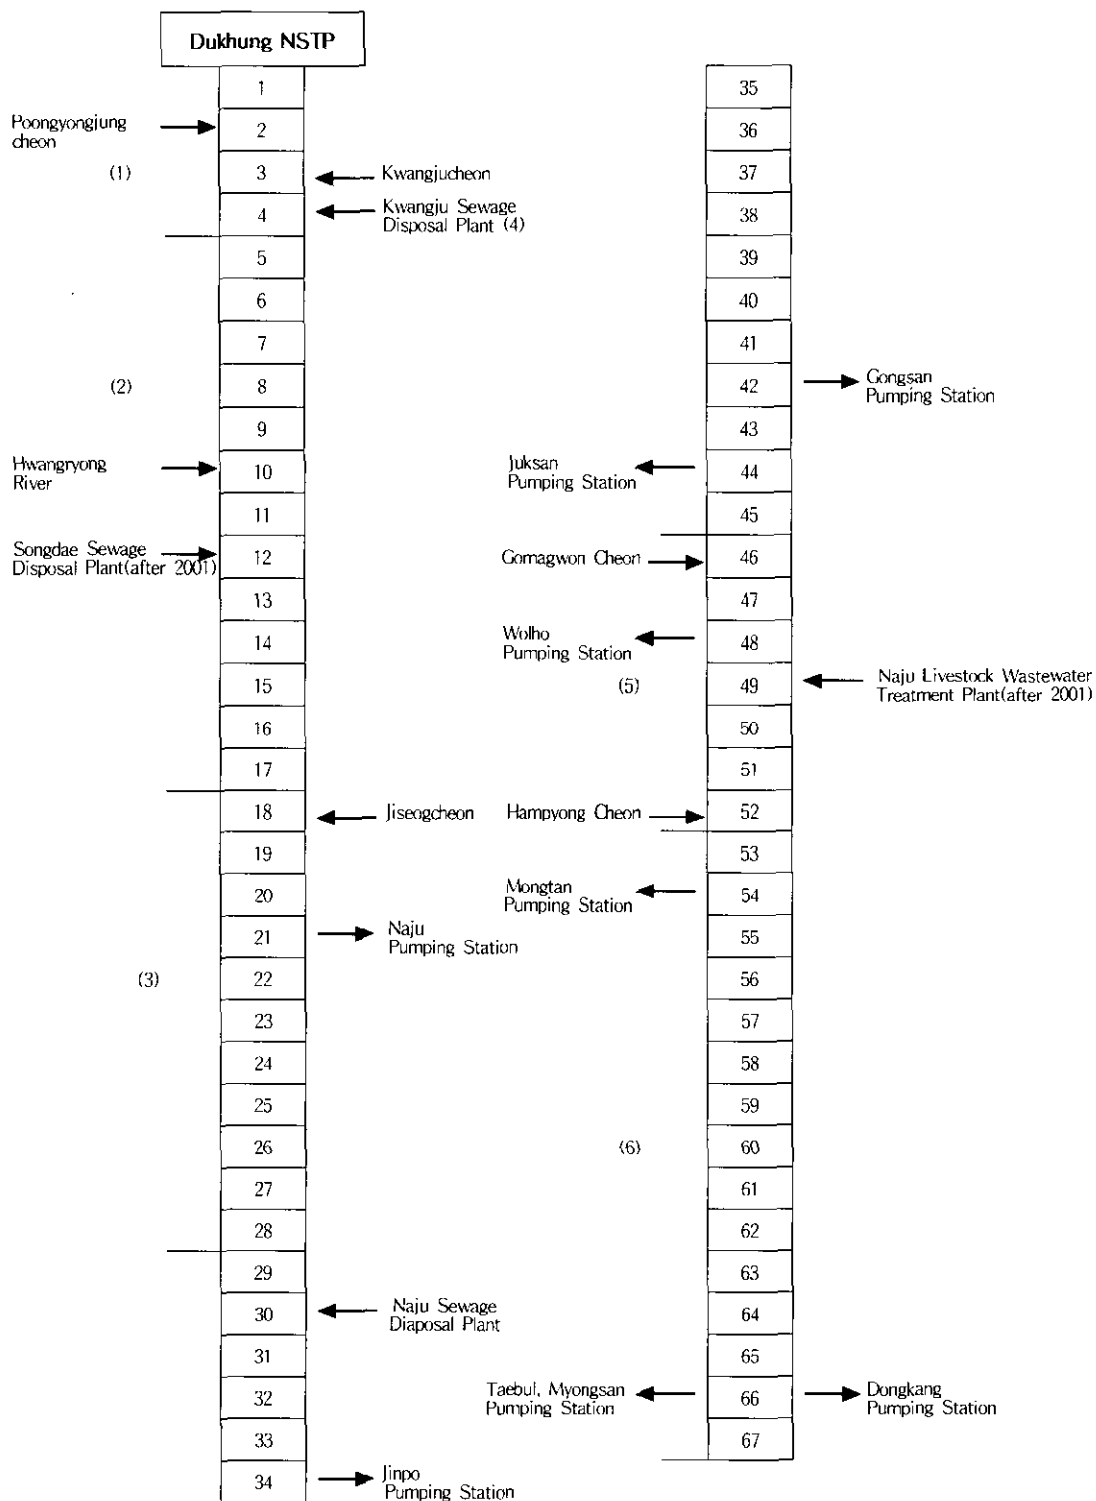 Dukhung NSTP
1
Poongyongjung
cheon
2
(1)
3
Kwangjucheon
4
Kwangju Sewage
Disposal Plant (4)
5
6
7
(2)
8
9
Hwangryong
River
10
11
Songdae Sewage
Disposal Plant(after 2001)
12
13
14
15
16
17
18
Jiseogcheon
19
20
21
Naju
Pumping Station
(3)
22
23
24
25
26
27
28
29
30
Naju Sewage
Diaposal Plant
31
32
33
34
Jinpo
Pumping Station
35
36
37
38
39
40
41
42
Gongsan
Pumping Station
43
Juksan
Pumping Station
44
45
Gomagwon Cheon
46
47
Wolho
Pumping Station
48
(5)
49
Naju Livestock Wastewater
Treatment Plant(after 2001)
50
51
Hampyong Cheon
52
53
Mongtan
Pumping Station
54
55
56
57
58
59
(6)
60
61
62
63
64
65
Taebul, Myongsan
Pumping Station
66
Dongkang
Pumping Station
67